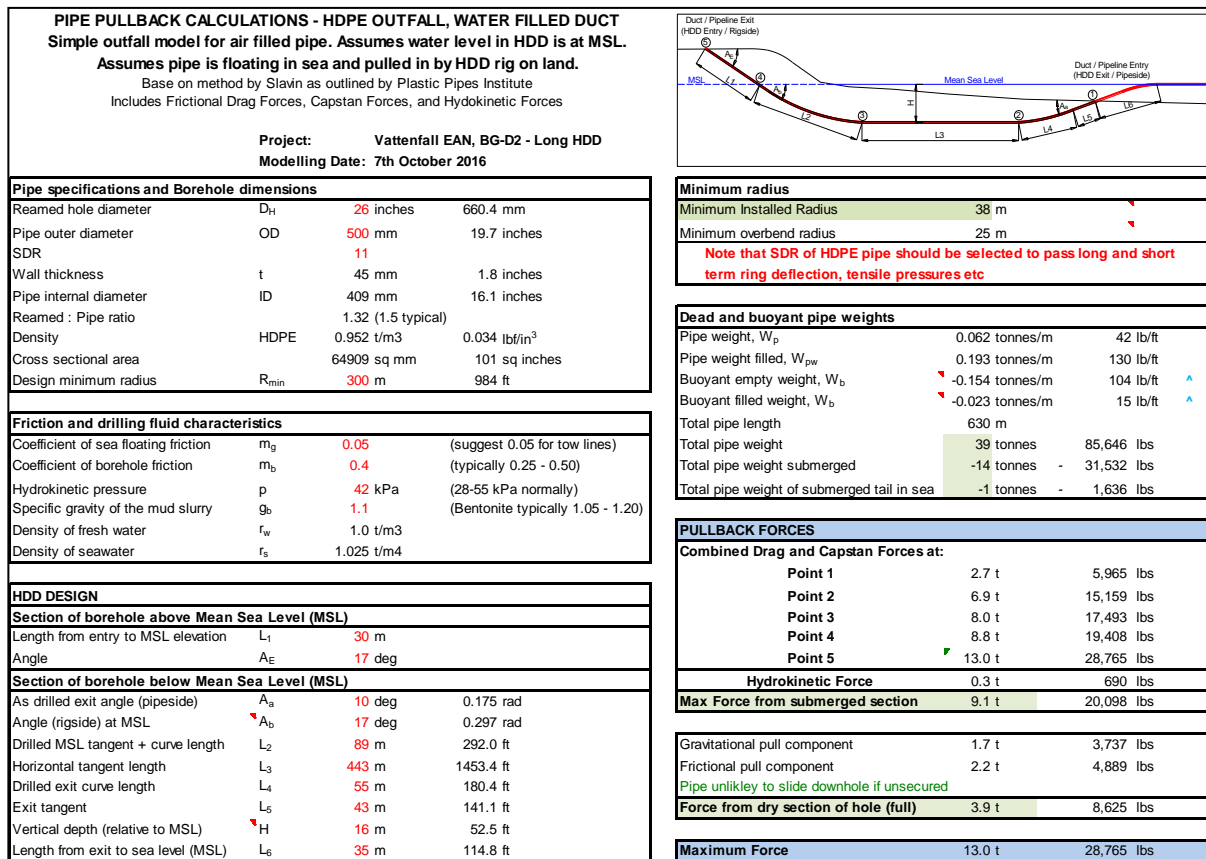 PIPE PULLBACK CALCULATIONS - HDPE OUTFALL, WATER FILLED DUCT
Simple outfall model for air filled pipe. Assumes water level in HDD is at MSL.
Assumes pipe is floating in sea and pulled in by HDD rig on land.
Base on method by Slavin as outlined by Plastic Pipes Institute
Includes Frictional Drag Forces, Capstan Forces, and Hydokinetic Forces
Project: Vattenfall EAN, BG-D2 - Long HDD
Modelling Date: 7th October 2016
Duct / Pipeline Exit
(HDD Entry / Rigside)
5
AE
L1
MSL
4
L2
3
H
Mean Sea Level
L3
2
Duct / Pipeline Entry
(HDD Exit / Pipeside)
1
L4
L5
L6
Pipe specifications and Borehole dimensions
Reamed hole diameter DH 26 inches 660.4 mm
Pipe outer diameter OD 500 mm 19.7 inches
SDR 11
Wall thickness t 45 mm 1.8 inches
Pipe internal diameter ID 409 mm 16.1 inches
Reamed : Pipe ratio 1.32 (1.5 typical)
Density HDPE 0.952 t/m3 0.034 lbf/in³
Cross sectional area 64909 sq mm 101 sq inches
Design minimum radius Rmin 300 m 984 ft
Friction and drilling fluid characteristics
Coefficient of sea floating friction mg 0.05 (suggest 0.05 for tow lines)
Coefficient of borehole friction mb 0.4 (typically 0.25 - 0.50)
Hydrokinetic pressure p 42 kPa (28-55 kPa normally)
Specific gravity of the mud slurry gb 1.1 (Bentonite typically 1.05 - 1.20)
Density of fresh water rw 1.0 t/m3
Density of seawater rs 1.025 t/m4
HDD DESIGN
Section of borehole above Mean Sea Level (MSL)
Length from entry to MSL elevation L1 30 m
Angle AE 17 deg
Section of borehole below Mean Sea Level (MSL)
As drilled exit angle (pipeside) Aa 10 deg 0.175 rad
Angle (rigside) at MSL Ab 17 deg 0.297 rad
Drilled MSL tangent + curve length L2 89 m 292.0 ft
Horizontal tangent length L3 443 m 1453.4 ft
Drilled exit curve length L4 55 m 180.4 ft
Exit tangent L5 43 m 141.1 ft
Vertical depth (relative to MSL) H 16 m 52.5 ft
Length from exit to sea level (MSL) L6 35 m 114.8 ft
Minimum radius
Minimum Installed Radius 38 m
Minimum overbend radius 25 m
Note that SDR of HDPE pipe should be selected to pass long and short
term ring deflection, tensile pressures etc
Dead and buoyant pipe weights
Pipe weight, Wp 0.062 tonnes/m 42 lb/ft
Pipe weight filled, Wpw 0.193 tonnes/m 130 lb/ft
Buoyant empty weight, Wb -0.154 tonnes/m 104 lb/ft ^
Buoyant filled weight, Wb -0.023 tonnes/m 15 lb/ft ^
Total pipe length 630 m
Total pipe weight 39 tonnes 85,646 lbs
Total pipe weight submerged -14 tonnes - 31,532 lbs
Total pipe weight of submerged tail in sea -1 tonnes - 1,636 lbs
PULLBACK FORCES
Combined Drag and Capstan Forces at:
Point 1 2.7 t 5,965 lbs
Point 2 6.9 t 15,159 lbs
Point 3 8.0 t 17,493 lbs
Point 4 8.8 t 19,408 lbs
Point 5 13.0 t 28,765 lbs
Hydrokinetic Force 0.3 t 690 lbs
Max Force from submerged section 9.1 t 20,098 lbs
Gravitational pull component 1.7 t 3,737 lbs
Frictional pull component 2.2 t 4,889 lbs
Pipe unlikley to slide downhole if unsecured
Force from dry section of hole (full) 3.9 t 8,625 lbs
Maximum Force 13.0 t 28,765 lbs